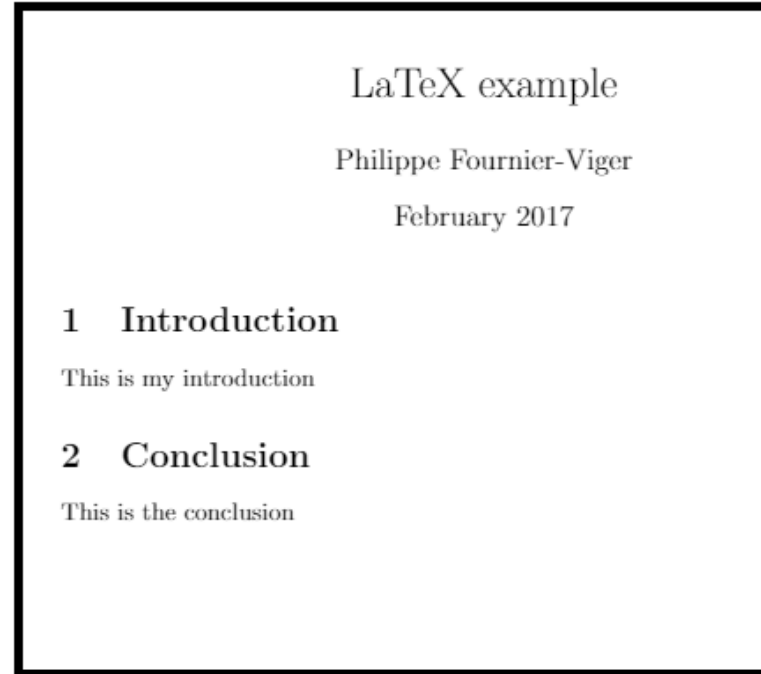 LaTeX example
Philippe Fournier-Viger
February 2017
1 Introduction
This is my introduction
2 Conclusion
This is the conclusion